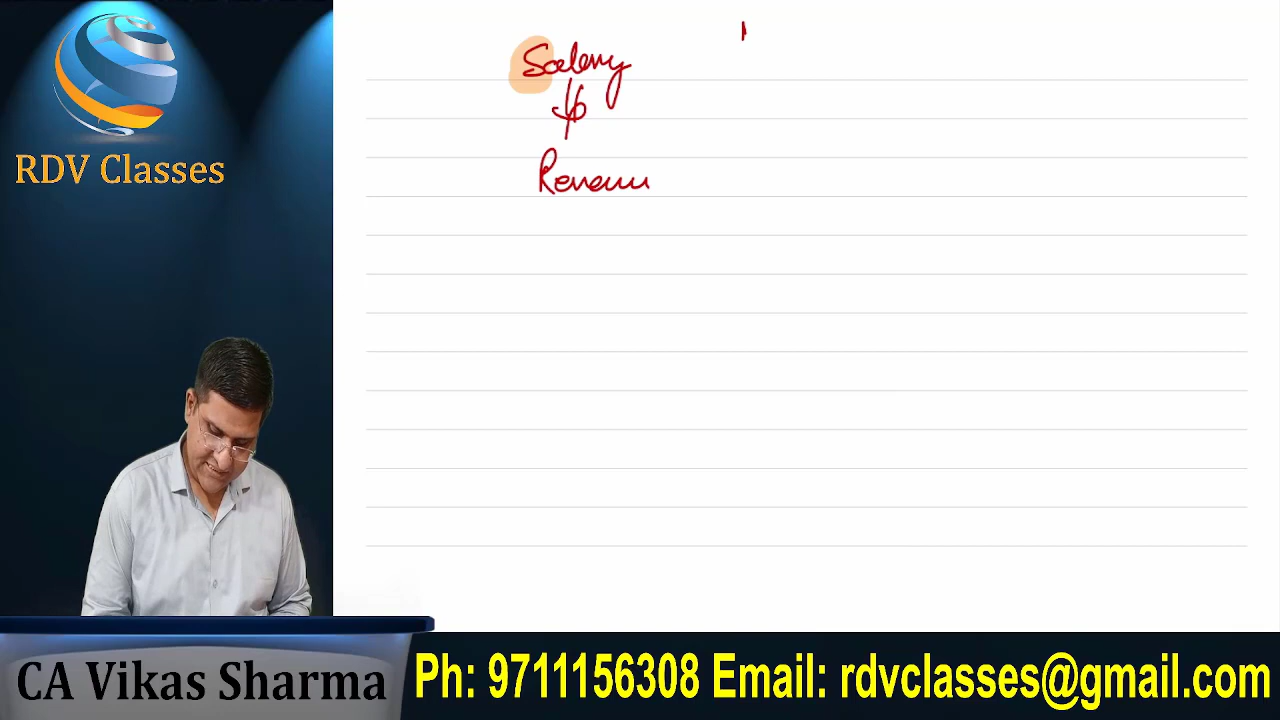 RDV Classes
Salary
Revenu
CA Vikas Sharma
Ph: 9711156308 Email: rdvclasses@gmail.com